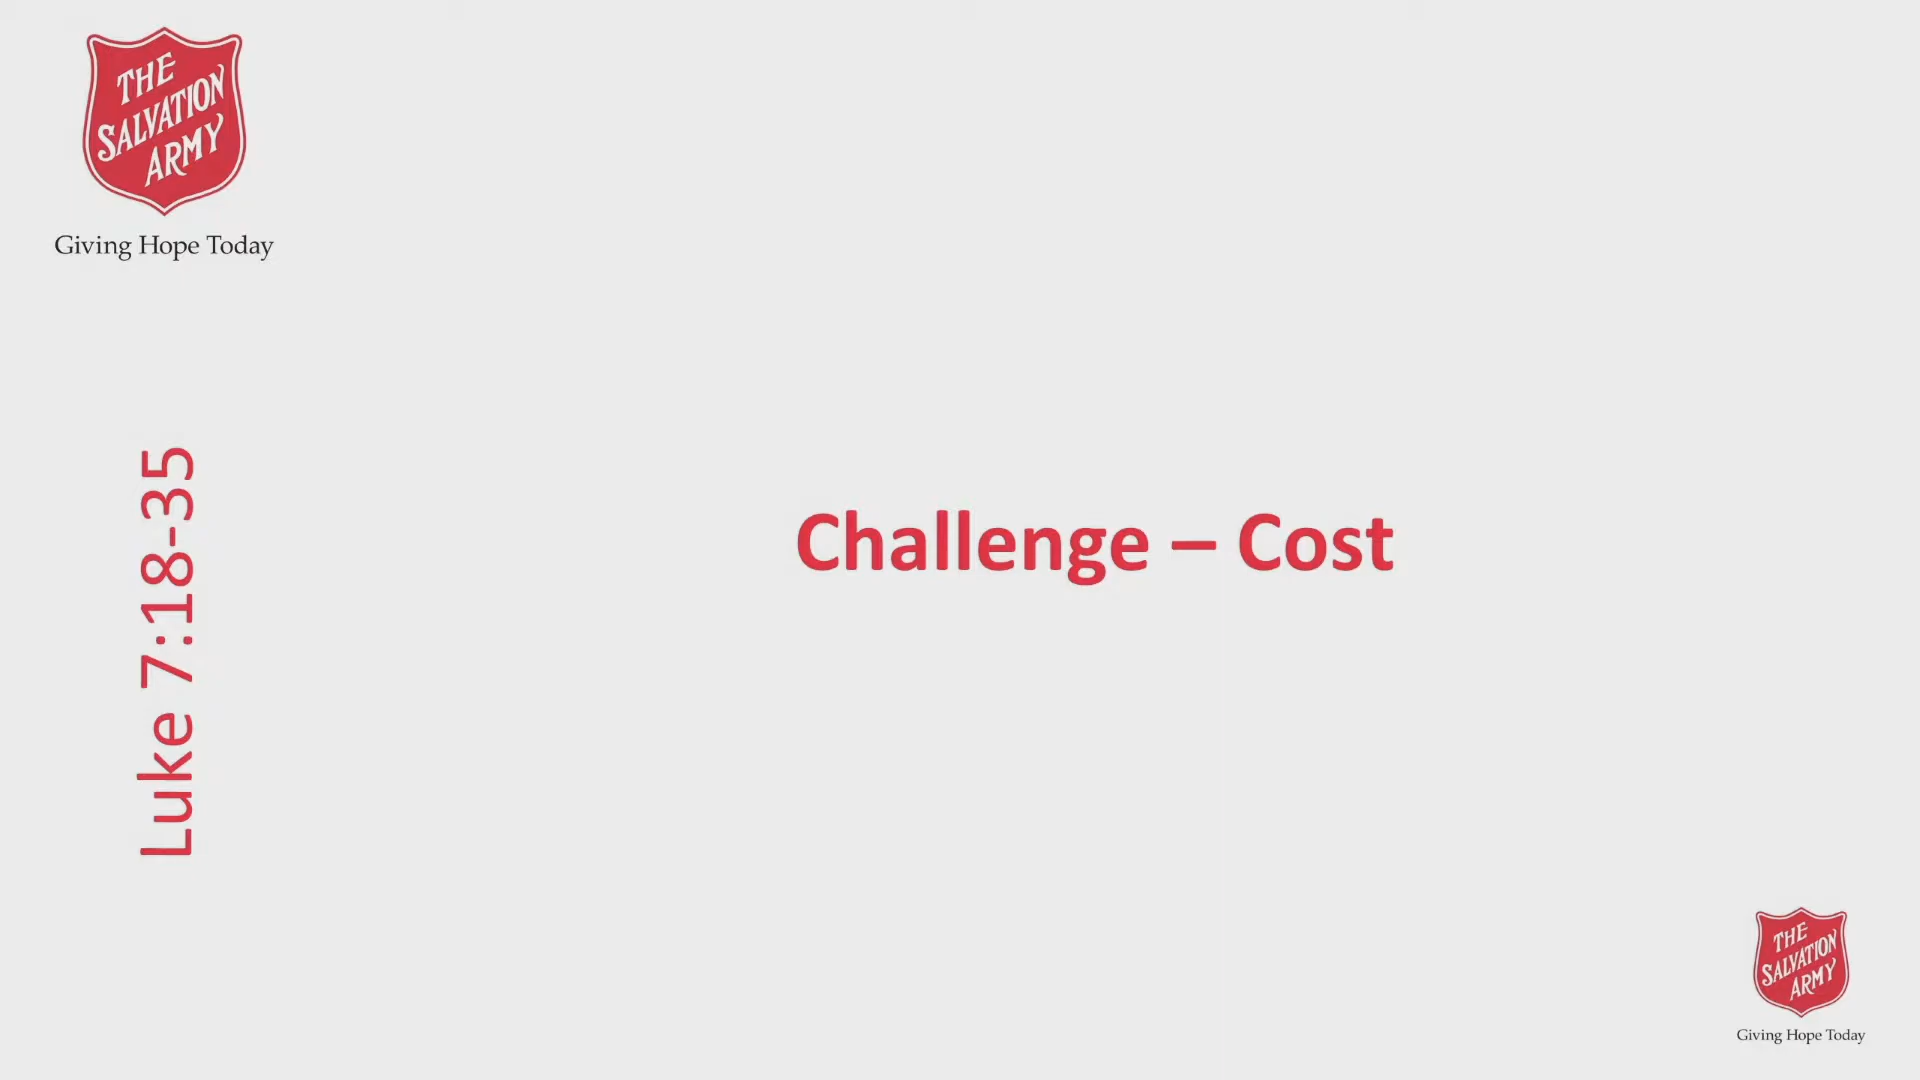 THE
SALVATION
ARMY
Giving Hope Today
Luke 7:18-35
Challenge – Cost
THE
SALVATION
ARMY
Giving Hope Today